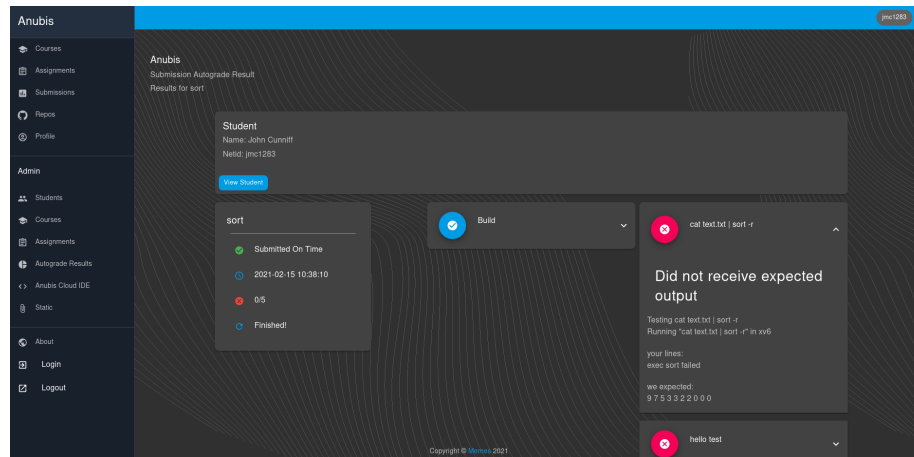 Anubis
jmc1283
Courses
Assignments
Submissions
Repos
Profile
Admin
Students
Courses
Assignments
Autograde Results
Anubis Cloud IDE
Static
About
Login
Logout
Anubis
Submission Autograde Result
Results for sort
Student
Name: John Cunniff
Netid: jmc1283
View Student
sort
Submitted On Time
2021-02-15 10:38:10
0/5
Finished!
Build
cat text.txt | sort -r
Did not receive expected
output
Testing cat text.txt | sort -r
Running "cat text.txt | sort -r" in xv6
your lines:
exec sort failed
we expected:
9 7 5 3 3 2 2 0 0 0
hello test
Copyright © Memes 2021